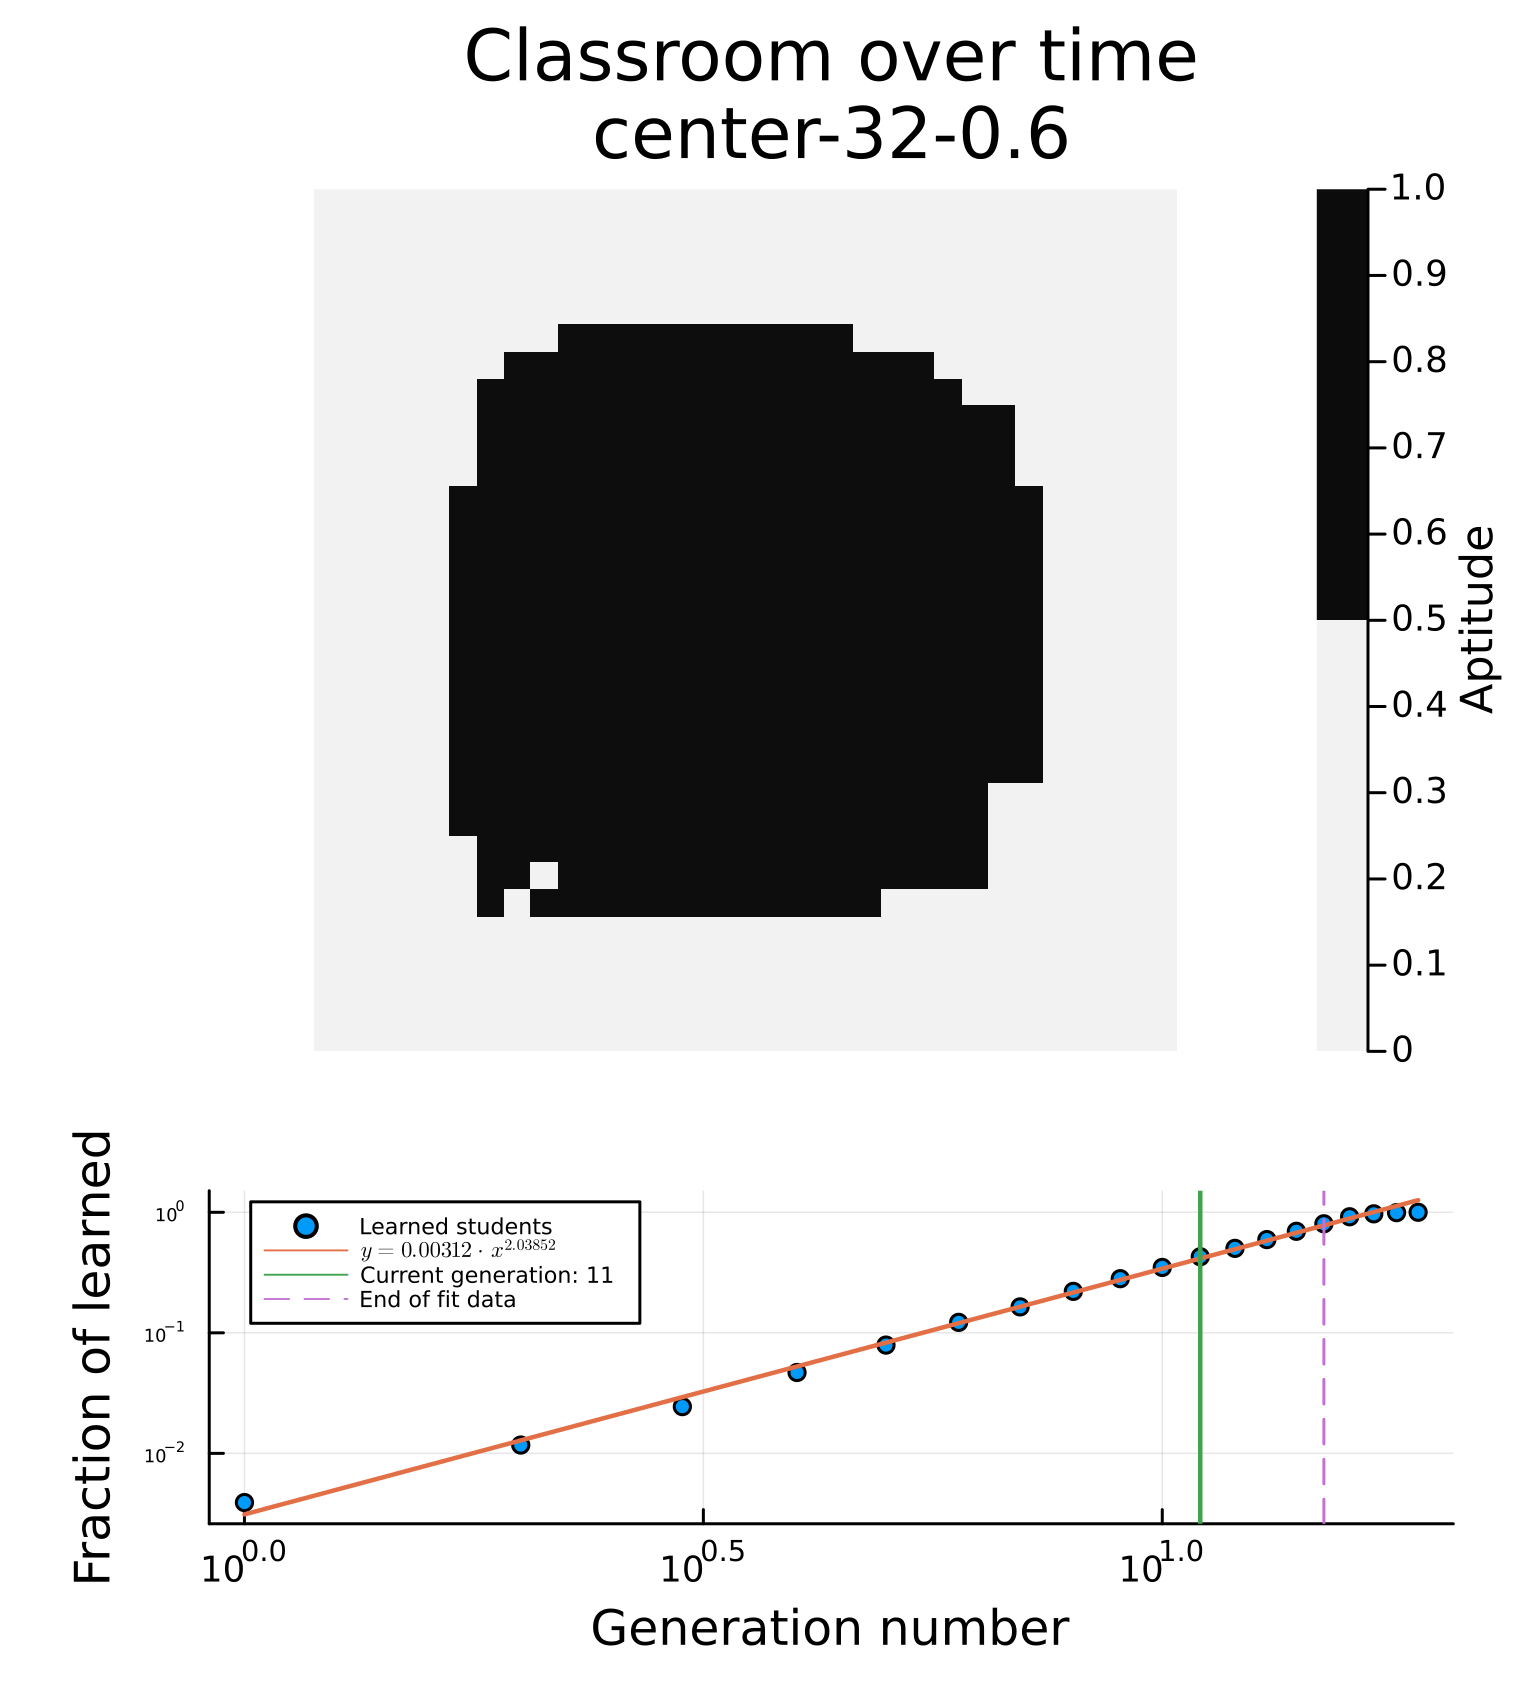 Classroom over time
center-32-0.6
1.0
0.9
0.8
0.7
0.6
0.5
0.4
0.3
0.2
0.1
0
Aptitude
Fraction of learned
10⁰
10⁻¹
10⁻²
Learned students
y = 0.00312 · x^2.03852
Current generation: 11
End of fit data
10^0.0
10^0.5
10^1.0
Generation number